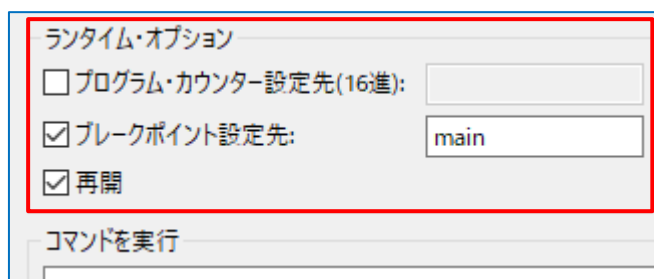 ランタイム・オプション
プログラム・カウンター設定先(16進):
ブレークポイント設定先: main
再開
コマンドを実行